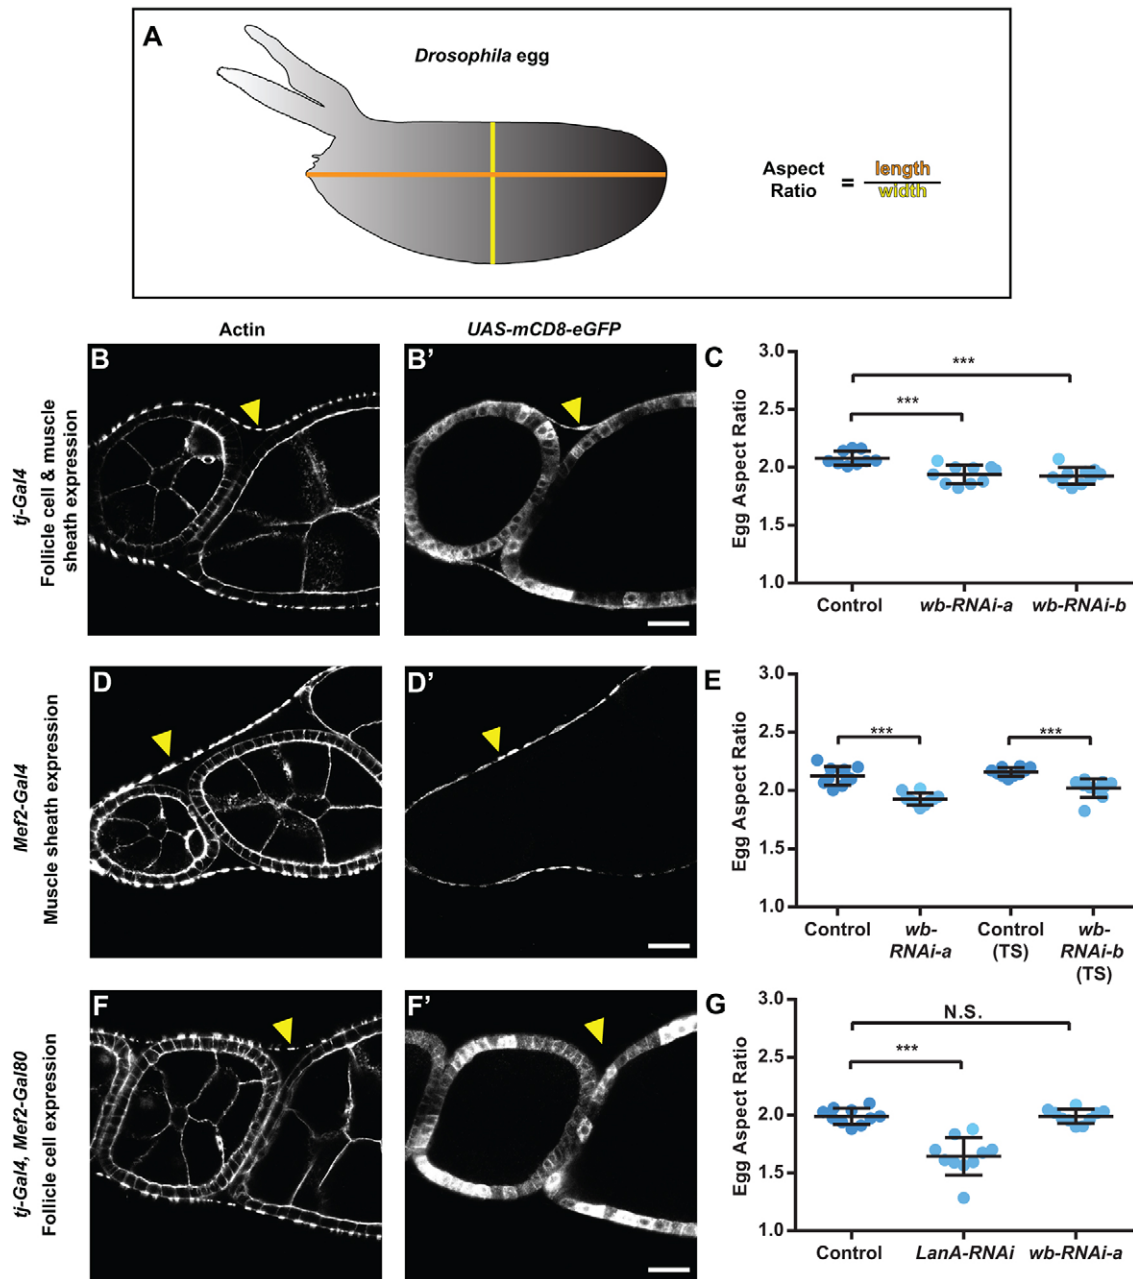 A
Drosophila egg
Aspect
Ratio
=
length
width
Actin
UAS-mCD8-eGFP
tj-Gal4
Follicle cell & muscle
sheath expression
B
B’
C
Egg Aspect Ratio
3.0
2.5
2.0
1.5
1.0
***
***
Control
wb-RNAi-a
wb-RNAi-b
Mef2-Gal4
Muscle sheath expression
D
D’
E
Egg Aspect Ratio
3.0
2.5
2.0
1.5
1.0
***
***
Control
wb-
RNAi-a
Control
(TS)
wb-
RNAi-b
(TS)
tj-Gal4, Mef2-Gal80
Follicle cell expression
F
F’
G
Egg Aspect Ratio
3.0
2.5
2.0
1.5
1.0
N.S.
***
Control
LanA-RNAi
wb-RNAi-a